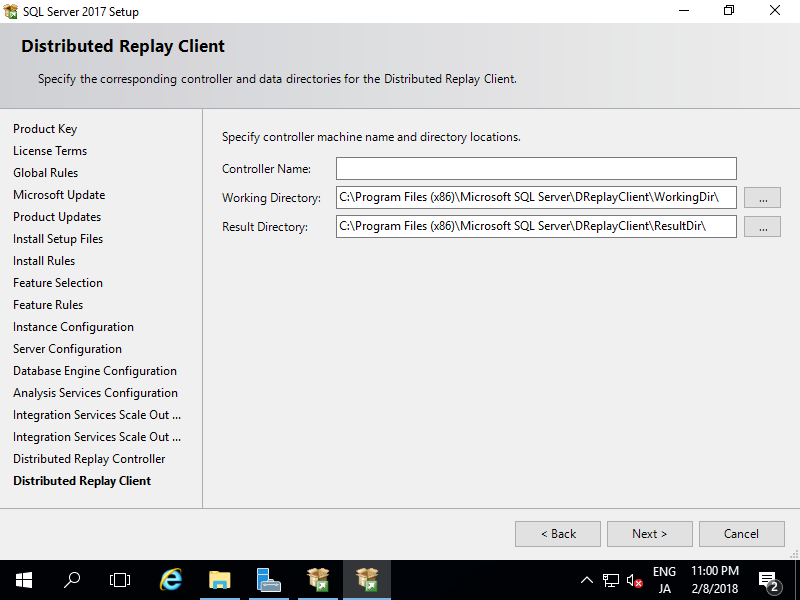 SQL Server 2017 Setup
Distributed Replay Client
Specify the corresponding controller and data directories for the Distributed Replay Client.
Product Key
License Terms
Global Rules
Microsoft Update
Product Updates
Install Setup Files
Install Rules
Feature Selection
Feature Rules
Instance Configuration
Server Configuration
Database Engine Configuration
Analysis Services Configuration
Integration Services Scale Out ...
Integration Services Scale Out ...
Distributed Replay Controller
Distributed Replay Client
Specify controller machine name and directory locations.
Controller Name:
Working Directory: C:\Program Files (x86)\Microsoft SQL Server\DReplayClient\WorkingDir\ ...
Result Directory: C:\Program Files (x86)\Microsoft SQL Server\DReplayClient\ResultDir\ ...
< Back Next > Cancel
ENG 11:00 PM
JA 2/8/2018 2